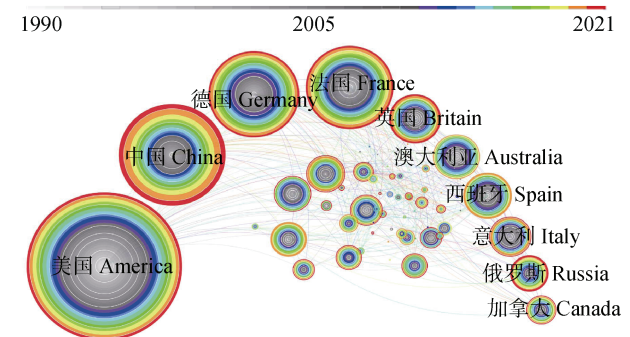 1990 2005 2021
法国 France
德国 Germany
英国 Britain
中国 China
澳大利亚 Australia
西班牙 Spain
意大利 Italy
美国 America
俄罗斯 Russia
加拿大 Canada